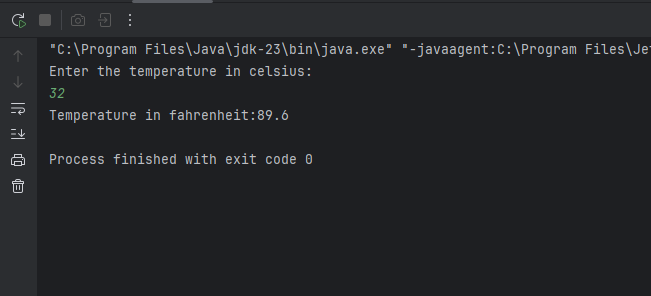 "C:\Program Files\Java\jdk-23\bin\java.exe" "-javaagent:C:\Program Files\Je
Enter the temperature in celsius:
32
Temperature in fahrenheit:89.6
Process finished with exit code 0